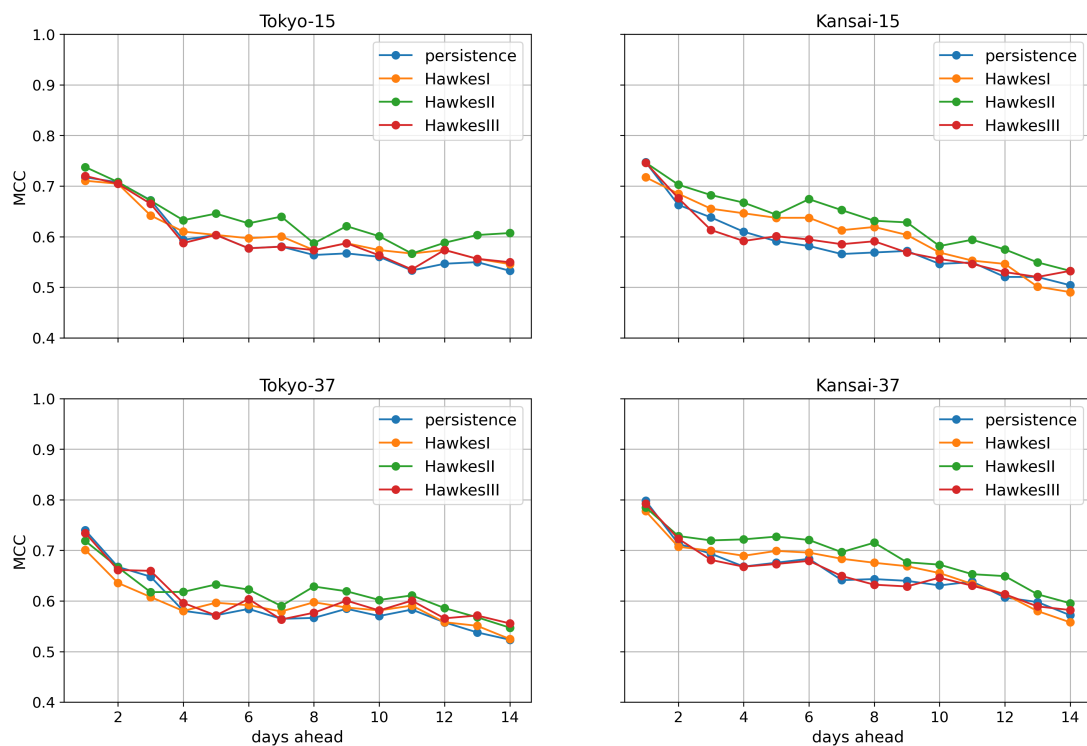 Tokyo-15
Kansai-15
1.0
0.9
0.8
0.7
0.6
0.5
0.4
MCC
persistence
HawkesI
HawkesII
HawkesIII
persistence
HawkesI
HawkesII
HawkesIII
Tokyo-37
Kansai-37
1.0
0.9
0.8
0.7
0.6
0.5
0.4
MCC
persistence
HawkesI
HawkesII
HawkesIII
persistence
HawkesI
HawkesII
HawkesIII
2 4 6 8 10 12 14
2 4 6 8 10 12 14
days ahead
days ahead